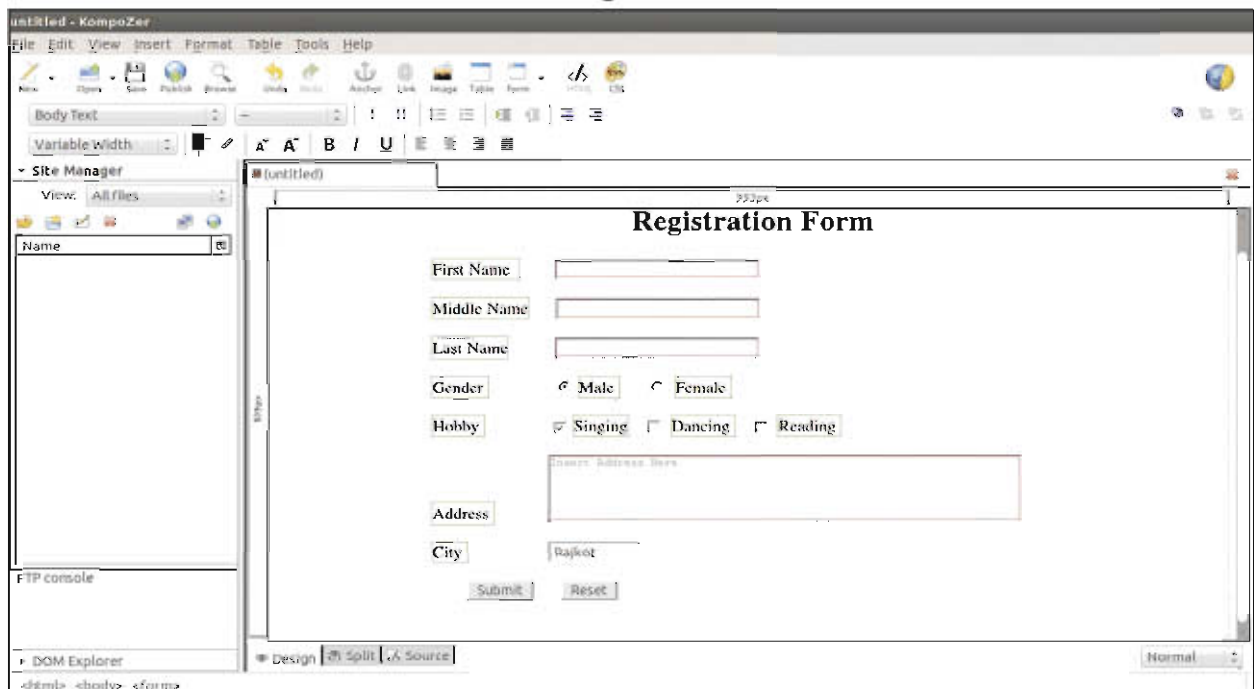 untitled - KompoZer
File Edit View Insert Format Table Tools Help
New Open Save Publish Browse Undo Redo Anchor Link Image Table Form HTML CSS
Body Text
Variable Width B I U
Site Manager (untitled)
View: All files
Name
Registration Form
First Name
Middle Name
Last Name
Gender Male Female
Hobby Singing Dancing Reading
Insert Address Here
Address
City Rajkot
Submit Reset
FTP console
DOM Explorer
Design Split Source Normal
<html> <body> <form>